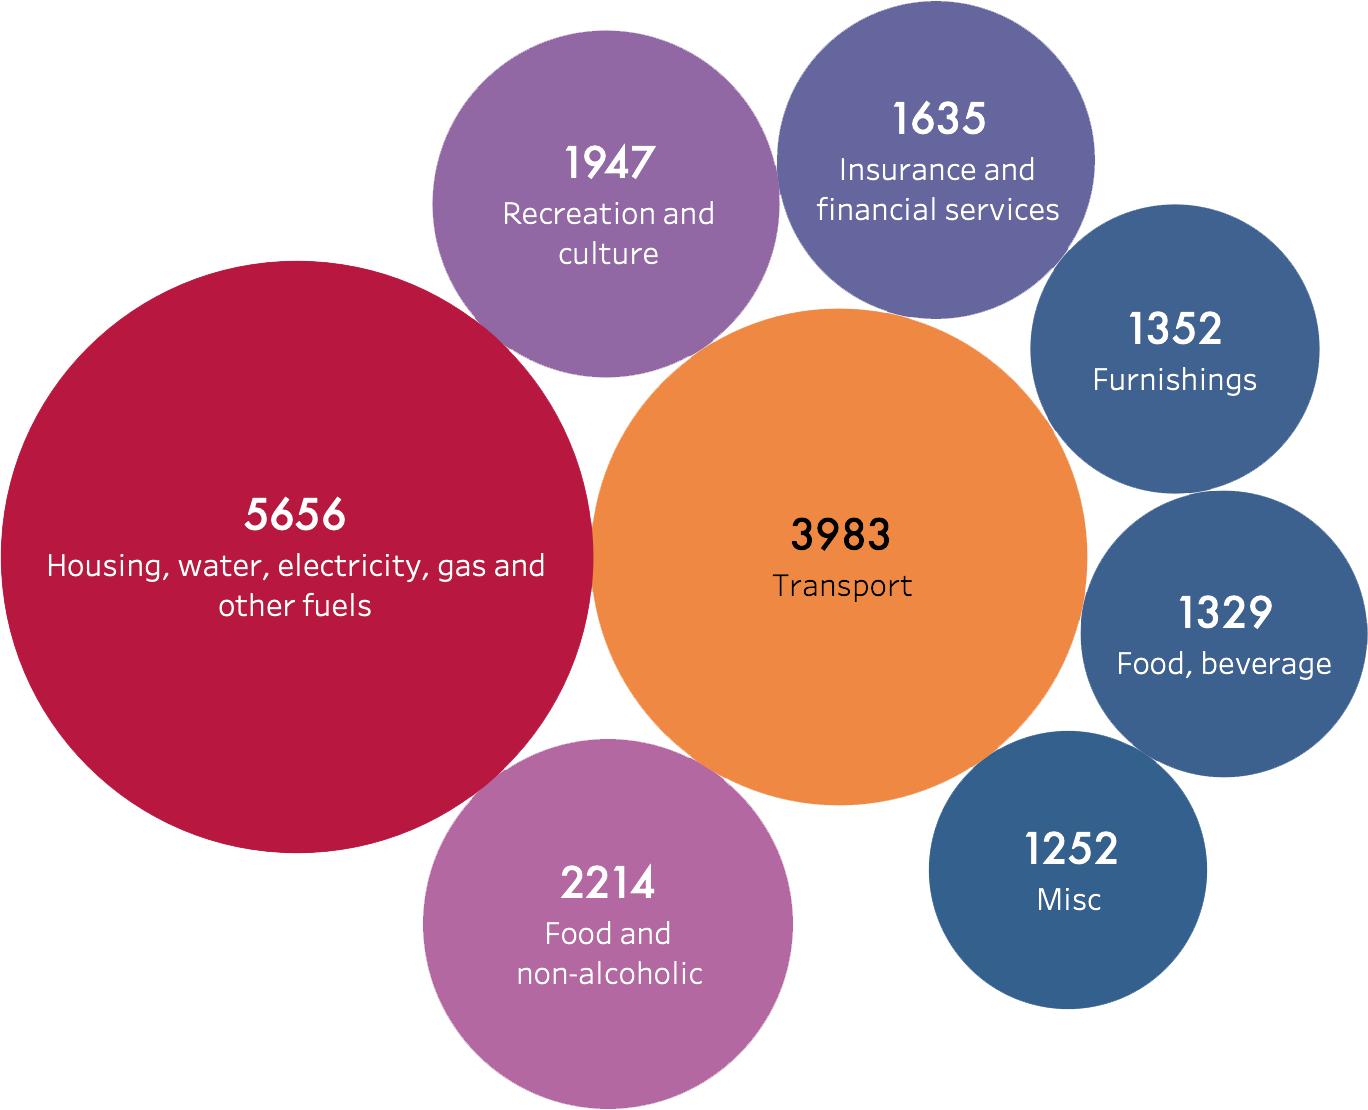 1635
Insurance and
financial services
1947
Recreation and
culture
1352
Furnishings
5656
Housing, water, electricity, gas and
other fuels
3983
Transport
1329
Food, beverage
1252
Misc
2214
Food and
non-alcoholic